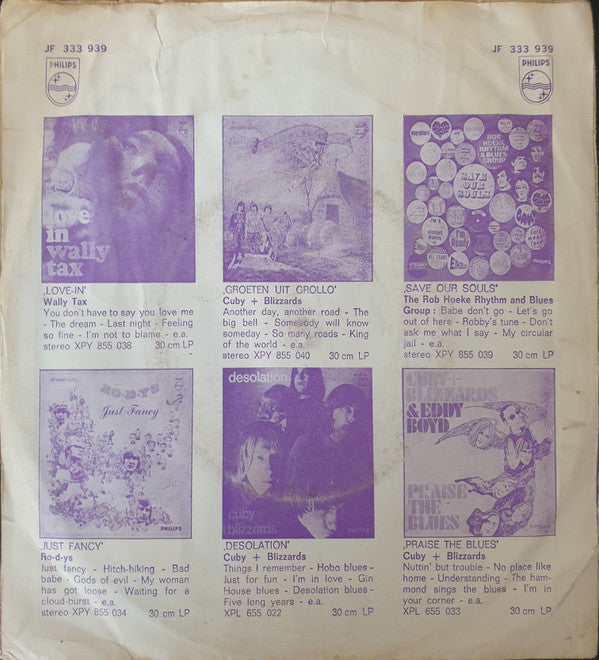 JF 333 939
JF 333 939
PHILIPS
PHILIPS
love
in
wally
tax
‚LOVE-IN'
Wally Tax
You don't have to say you love me
- The dream - Last night - Feeling
so fine - I'm not to blame - e.a.
stereo XPY 855 038 30 cm LP
‚GROETEN UIT GROLLO'
Cuby + Blizzards
Another day, another road - The
big bell - Somebody will know
someday - So many roads - King
of the world - e.a.
stereo XPY 855 040 30 cm LP
ROB
HOEKE
RHYTHM
& BLUES
GROUP
SAVE
OUR
SOULS
‚SAVE OUR SOULS'
The Rob Hoeke Rhythm and Blues
Group : Babe don't go - Let's go
out of here - Robby's tune - Don't
ask me what I say - My circular
jail - e.a.
stereo XPY 855 039 30 cm LP
RO-D-YS
Just Fancy
PHILIPS
‚JUST FANCY'
Ro-d-ys
Just fancy - Hitch-hiking - Bad
babe - Gods of evil - My woman
has got loose - Waiting for a
cloud-burst - e.a.
stereo XPY 855 034 30 cm LP
desolation
cuby
blizzards
‚DESOLATION'
Cuby + Blizzards
Things I remember - Hobo blues -
Just for fun - I'm in love - Gin
House blues - Desolation blues -
Five long years - e.a.
XPL 655 022 30 cm LP
CUBY+
BLIZZARDS
& EDDY
BOYD
PRAISE
THE
BLUES
‚PRAISE THE BLUES'
Cuby + Blizzards
Nuttin' but trouble - No place like
home - Understanding - The ham-
mond sings the blues - I'm in
your corner - e.a.
XPL 655 033 30 cm LP